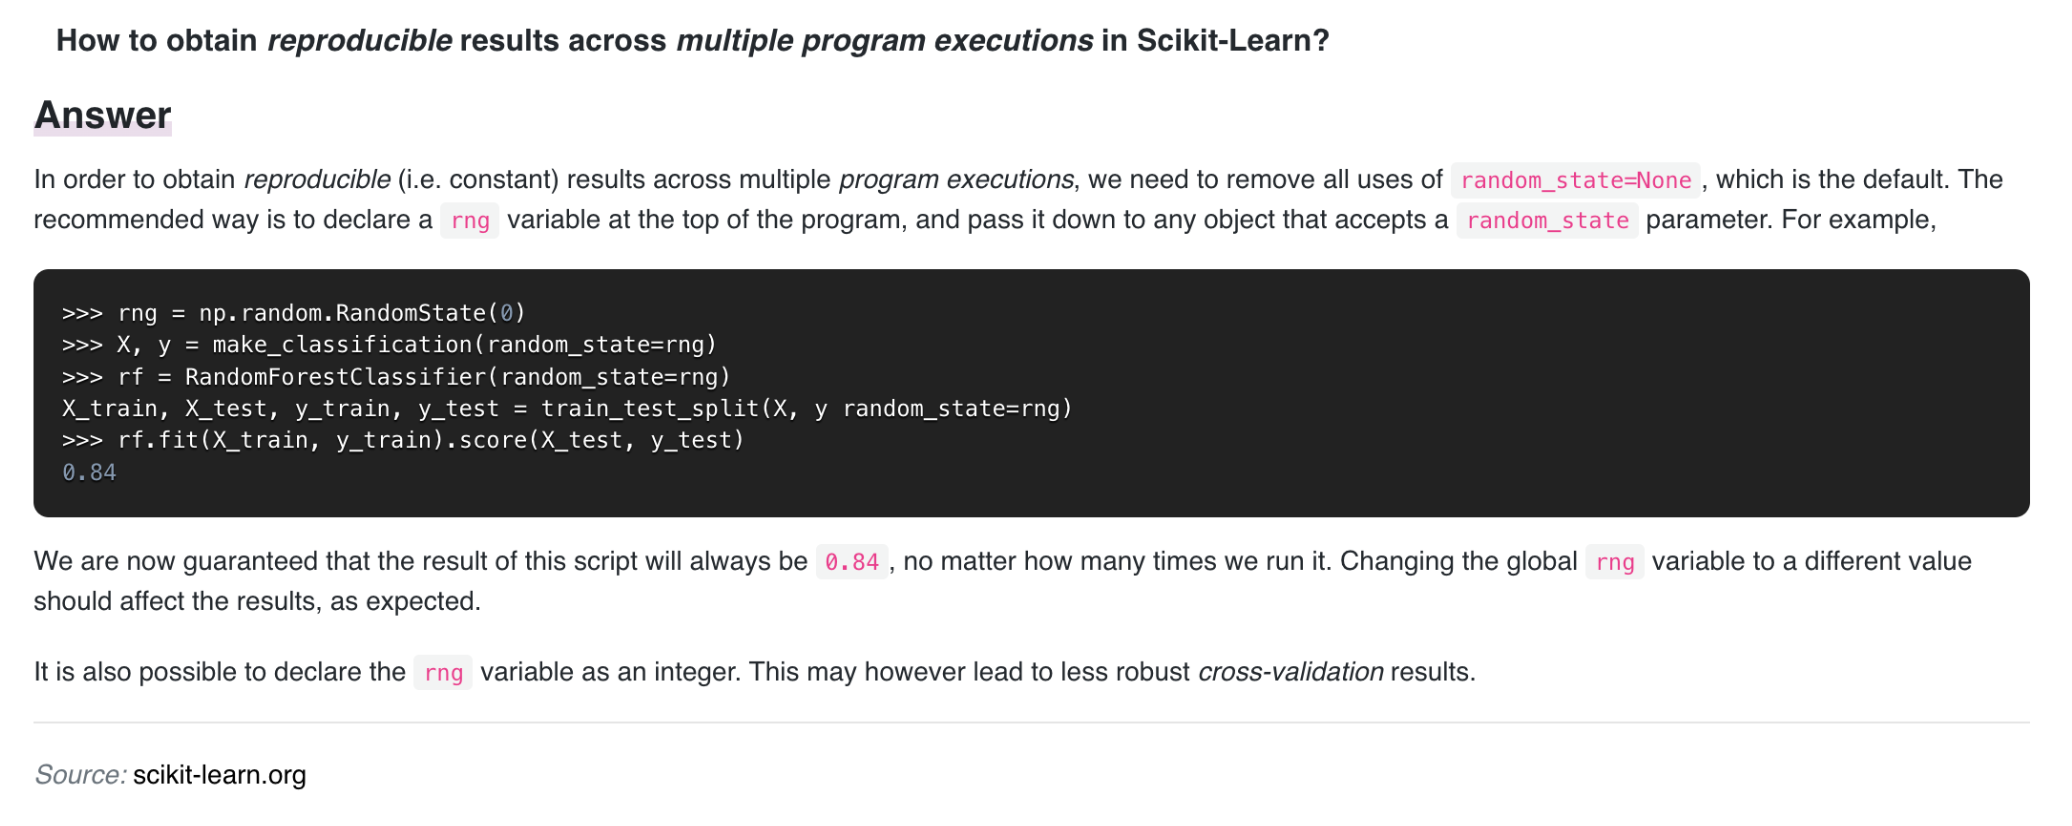 How to obtain reproducible results across multiple program executions in Scikit-Learn?
Answer
In order to obtain reproducible (i.e. constant) results across multiple program executions, we need to remove all uses of random_state=None , which is the default. The
recommended way is to declare a rng variable at the top of the program, and pass it down to any object that accepts a random_state parameter. For example,
>>> rng = np.random.RandomState(0)
>>> X, y = make_classification(random_state=rng)
>>> rf = RandomForestClassifier(random_state=rng)
X_train, X_test, y_train, y_test = train_test_split(X, y random_state=rng)
>>> rf.fit(X_train, y_train).score(X_test, y_test)
0.84
We are now guaranteed that the result of this script will always be 0.84 , no matter how many times we run it. Changing the global rng variable to a different value
should affect the results, as expected.
It is also possible to declare the rng variable as an integer. This may however lead to less robust cross-validation results.
Source: scikit-learn.org